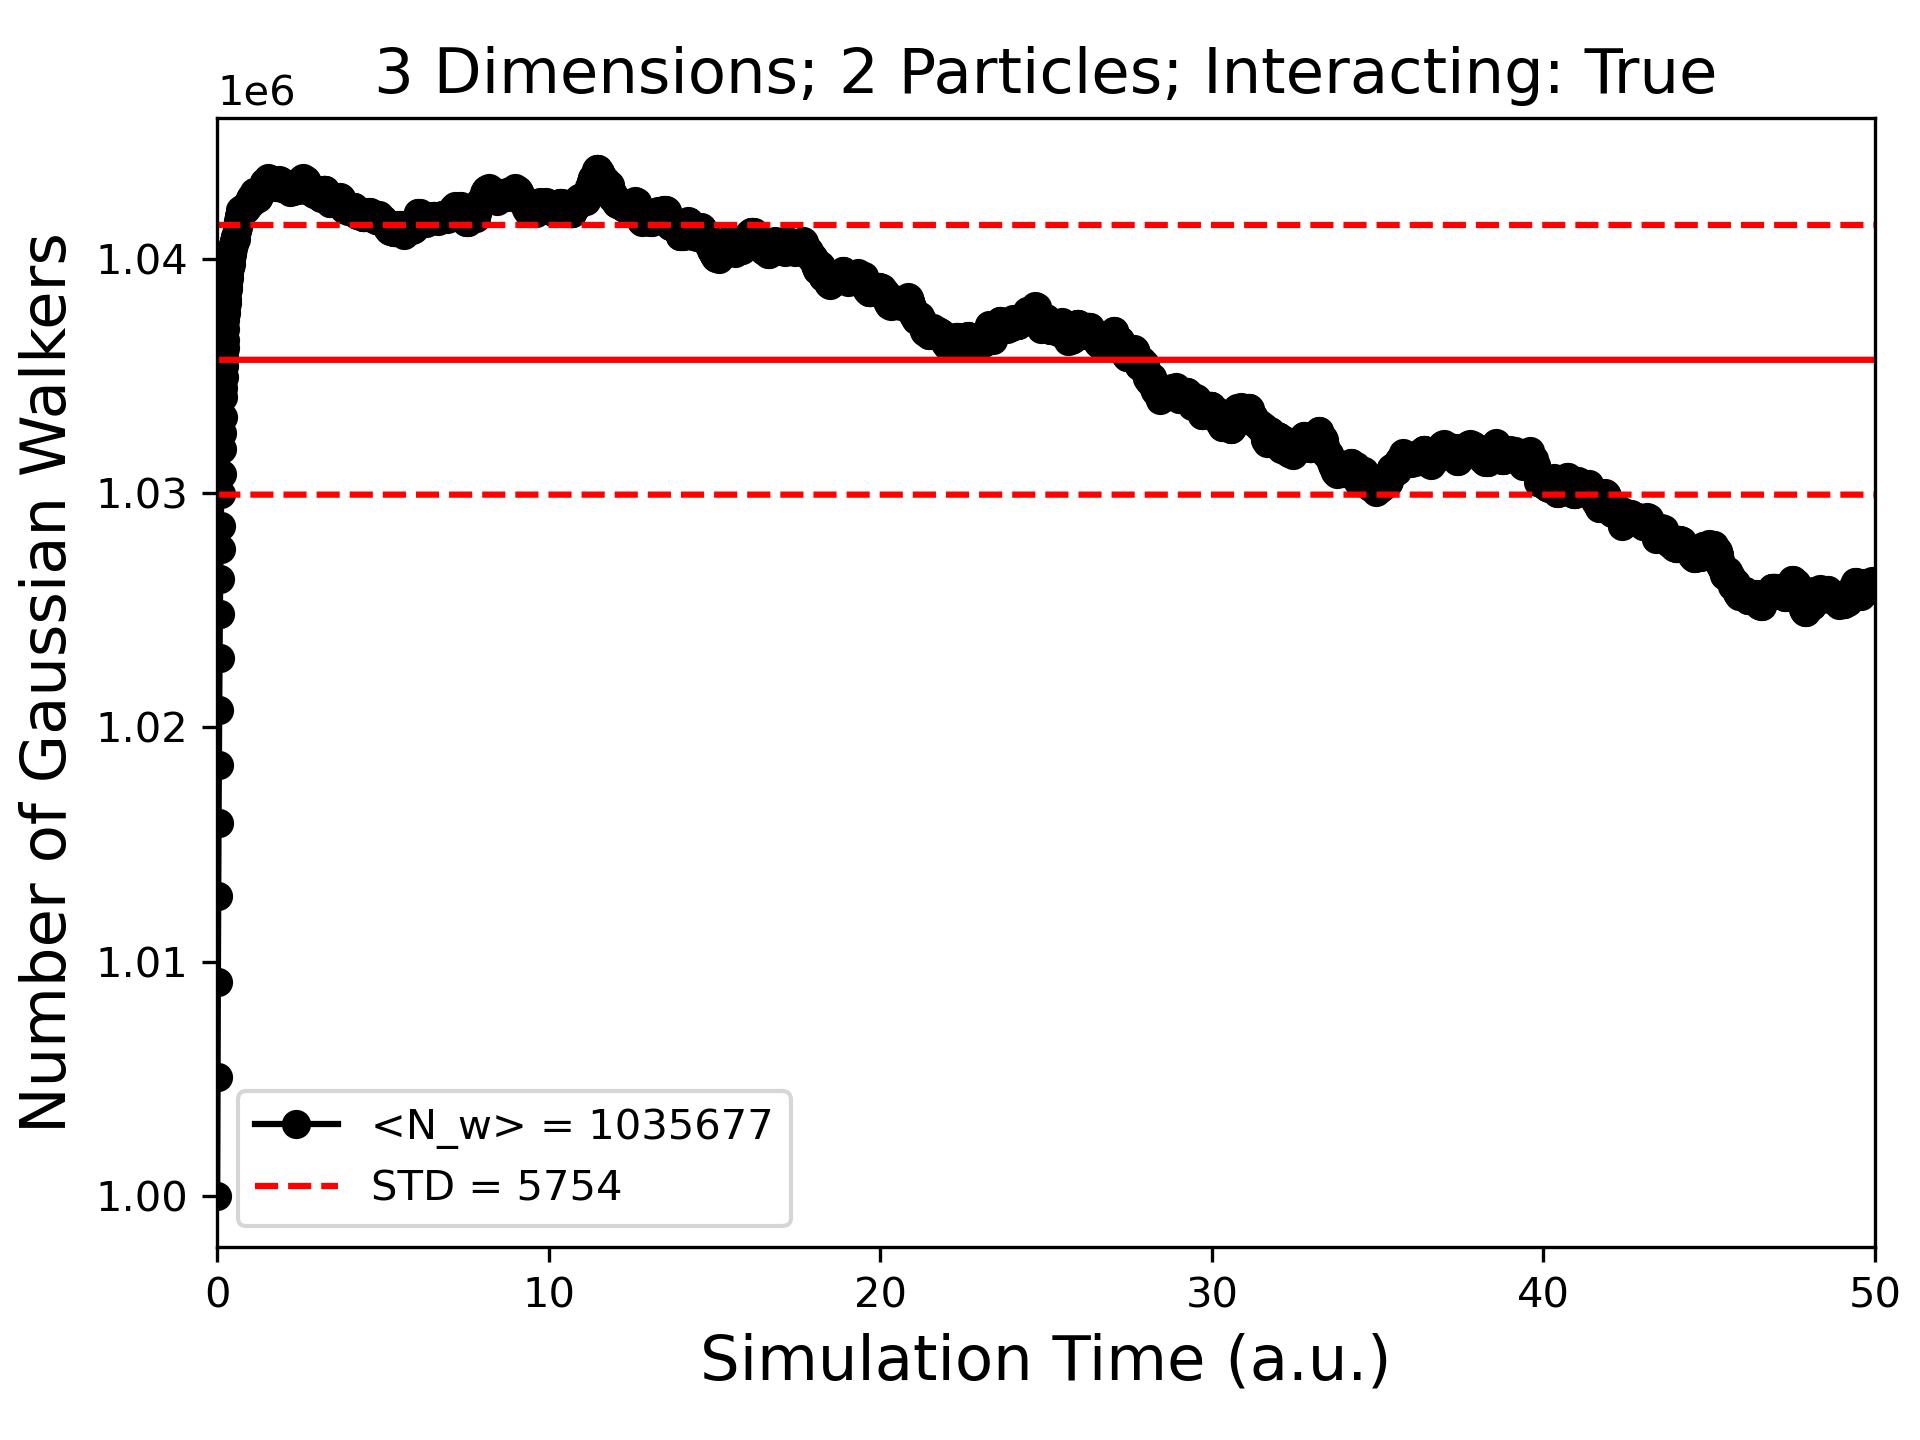 3 Dimensions; 2 Particles; Interacting: True
1e6
Number of Gaussian Walkers
1.04
1.03
1.02
1.01
1.00
<N_w> = 1035677
STD = 5754
0 10 20 30 40 50
Simulation Time (a.u.)